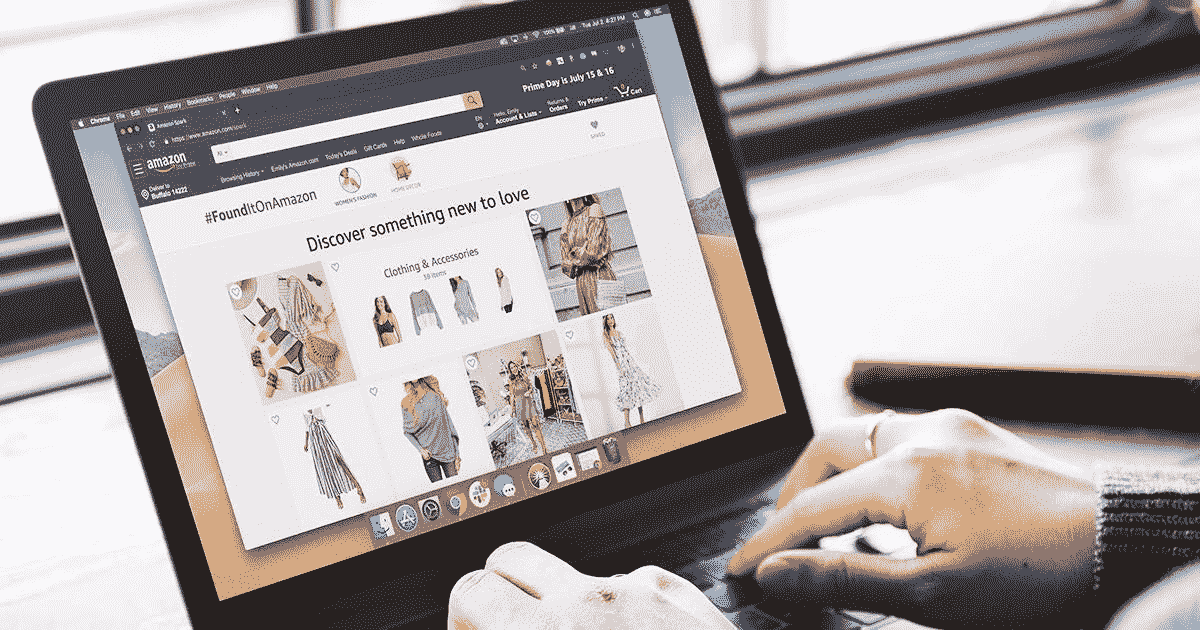 Chrome File Edit View History Bookmarks People Window Help
100% Tue Jul 2 4:27 PM
Amazon Spark
https://www.amazon.com/spark
Prime Day is July 15 & 16
amazon
All
EN
Hello, Emily
Account & Lists
Returns &
Orders
Try Prime
Cart
Deliver to
Buffalo 14222
Browsing History Emily's Amazon.com Today's Deals Gift Cards Help Whole Foods
#FoundItOnAmazon
WOMEN'S FASHION
HOME DECOR
SAVED
Discover something new to love
Clothing & Accessories
38 items